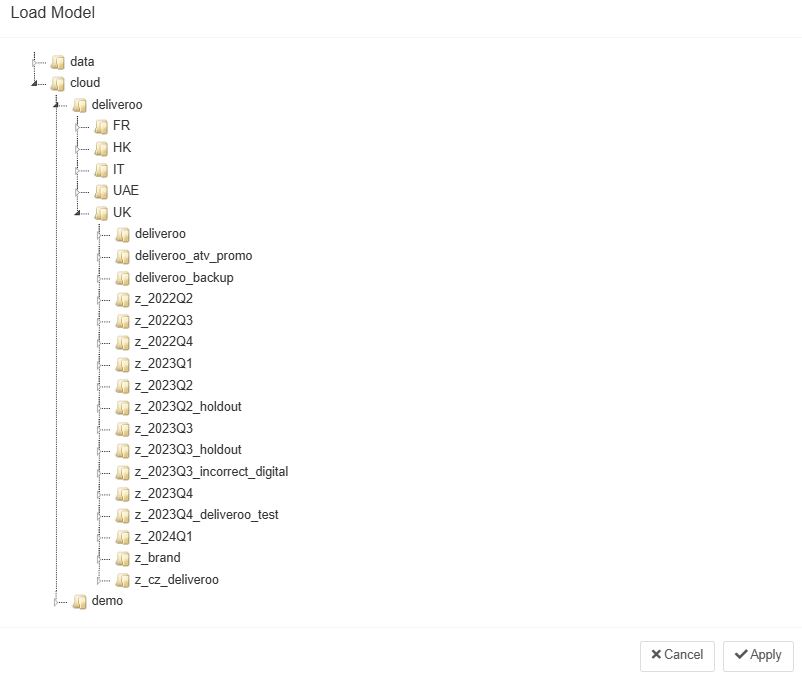 Load Model
data
cloud
deliveroo
FR
HK
IT
UAE
UK
deliveroo
deliveroo_atv_promo
deliveroo_backup
z_2022Q2
z_2022Q3
z_2022Q4
z_2023Q1
z_2023Q2
z_2023Q2_holdout
z_2023Q3
z_2023Q3_holdout
z_2023Q3_incorrect_digital
z_2023Q4
z_2023Q4_deliveroo_test
z_2024Q1
z_brand
z_cz_deliveroo
demo
Cancel Apply